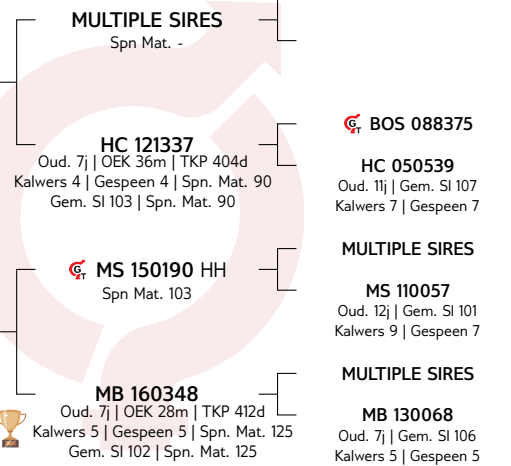 MULTIPLE SIRES
Spn Mat. -
HC 121337
Oud. 7j | OEK 36m | TKP 404d
Kalwers 4 | Gespeen 4 | Spn. Mat. 90
Gem. SI 103 | Spn. Mat. 90
GT MS 150190 HH
Spn Mat. 103
MB 160348
Oud. 7j | OEK 28m | TKP 412d
Kalwers 5 | Gespeen 5 | Spn. Mat. 125
Gem. SI 102 | Spn. Mat. 125
GT BOS 088375
HC 050539
Oud. 11j | Gem. SI 107
Kalwers 7 | Gespeen 7
MULTIPLE SIRES
MS 110057
Oud. 12j | Gem. SI 101
Kalwers 9 | Gespeen 7
MULTIPLE SIRES
MB 130068
Oud. 7j | Gem. SI 106
Kalwers 5 | Gespeen 5